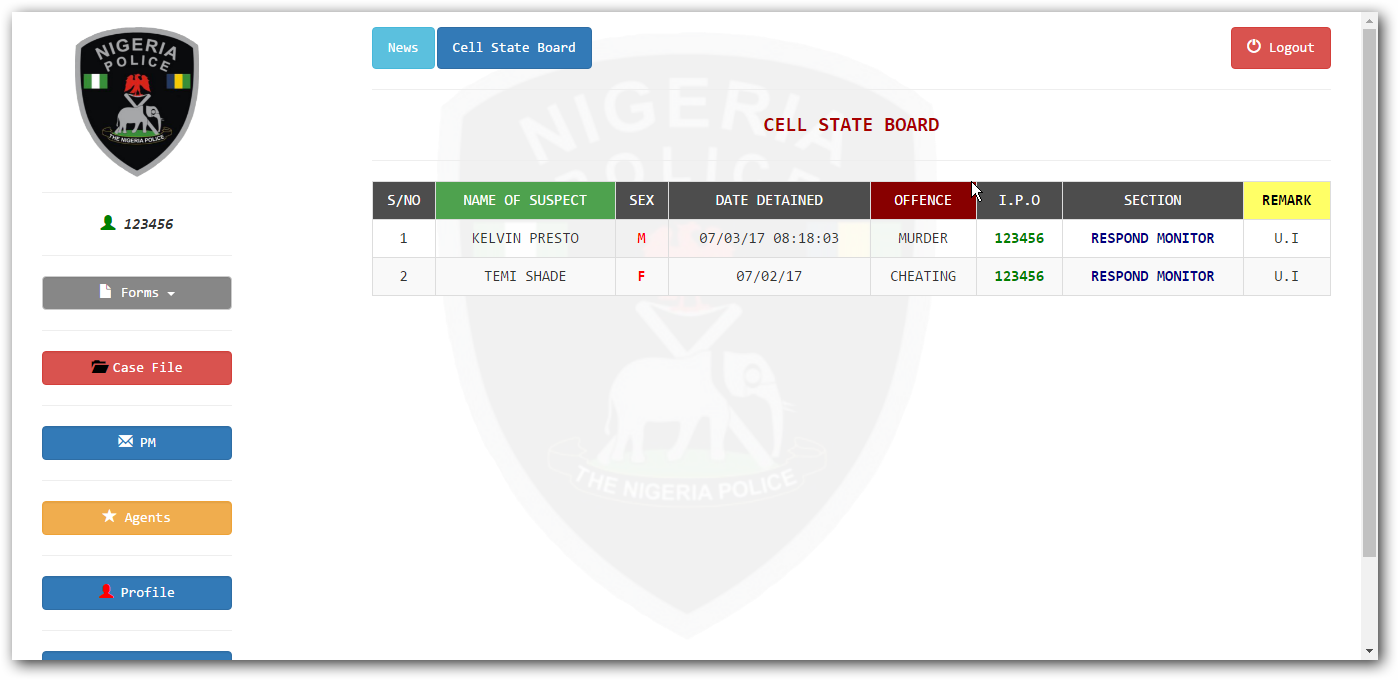 NIGERIA
POLICE
THE NIGERIA POLICE
123456
Forms
Case File
PM
Agents
Profile
News Cell State Board Logout
CELL STATE BOARD
S/NO NAME OF SUSPECT SEX DATE DETAINED OFFENCE I.P.O SECTION REMARK
1 KELVIN PRESTO M 07/03/17 08:18:03 MURDER 123456 RESPOND MONITOR U.I
2 TEMI SHADE F 07/02/17 CHEATING 123456 RESPOND MONITOR U.I
NIGERIA
POLICE
THE NIGERIA POLICE